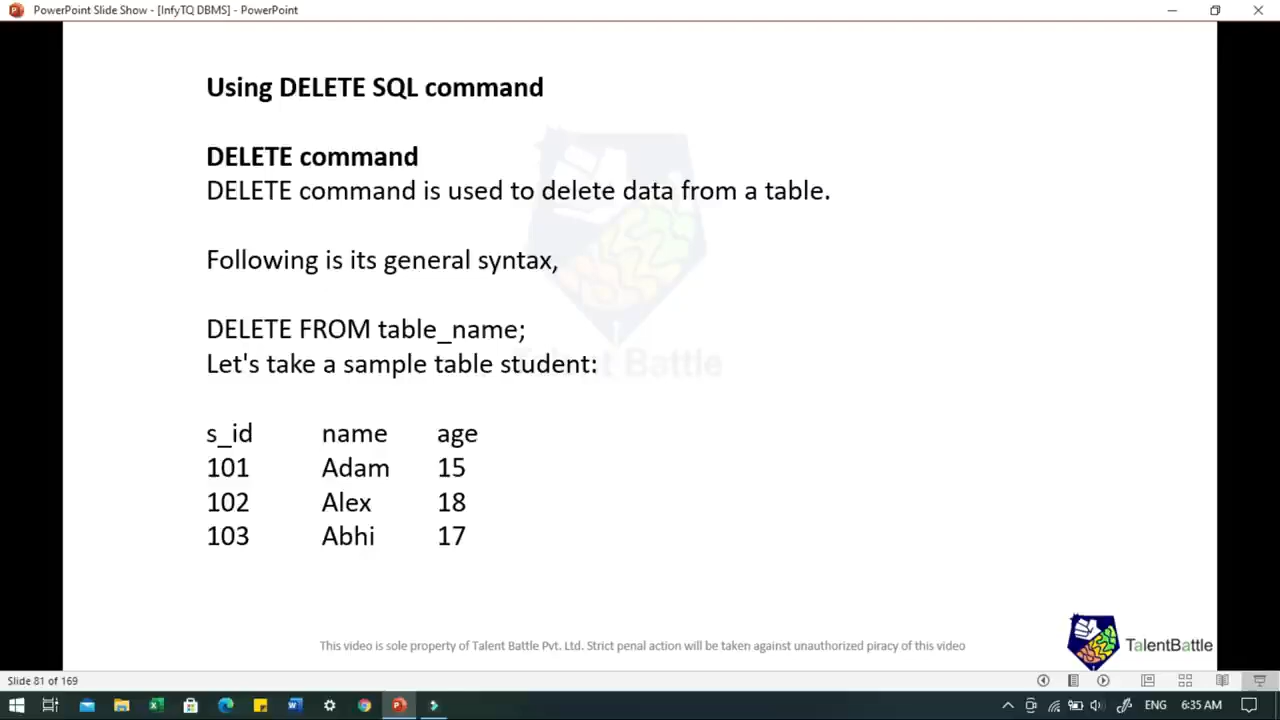 PowerPoint Slide Show - [InfyTQ DBMS] - PowerPoint
Using DELETE SQL command
DELETE command
DELETE command is used to delete data from a table.
Following is its general syntax,
DELETE FROM table_name;
Let's take a sample table student:
Talent Battle
s_id name age
101 Adam 15
102 Alex 18
103 Abhi 17
This video is sole property of Talent Battle Pvt. Ltd. Strict penal action will be taken against unauthorized piracy of this video
TalentBattle
Slide 81 of 169
ENG 6:35 AM